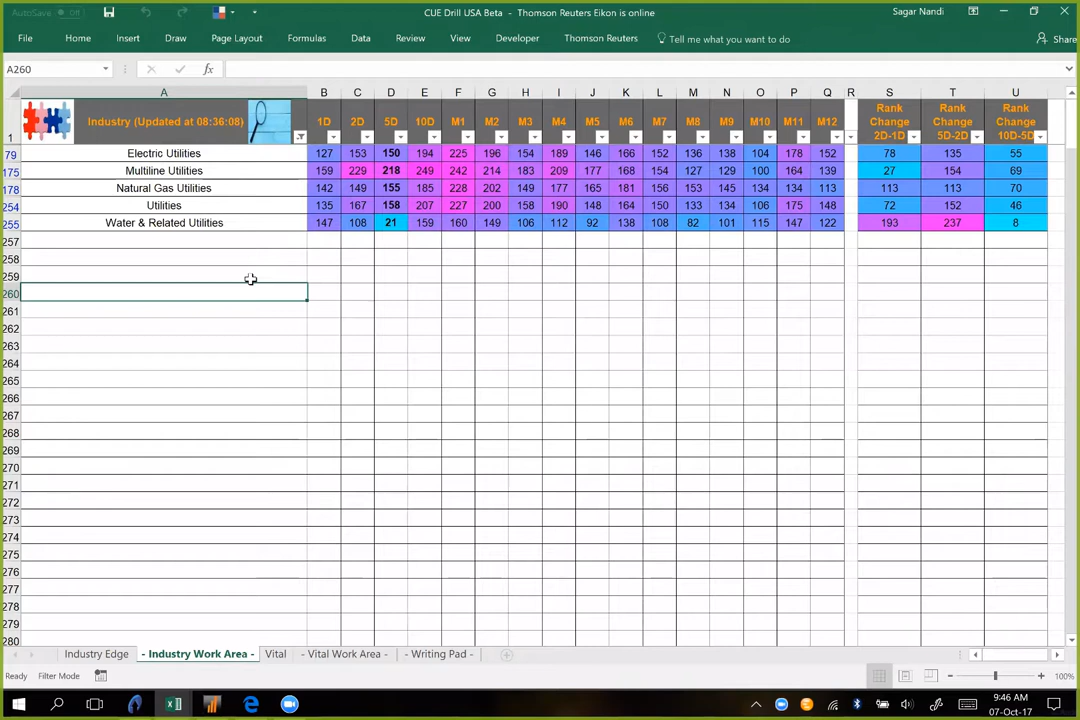 AutoSave Off CUE Drill USA Beta - Thomson Reuters Eikon is online Sagar Nandi
File Home Insert Draw Page Layout Formulas Data Review View Developer Thomson Reuters Tell me what you want to do Share
A260 fx
A B C D E F G H I J K L M N O P Q R S T U
1 Industry (Updated at 08:36:08) 1D 2D 5D 10D M1 M2 M3 M4 M5 M6 M7 M8 M9 M10 M11 M12 Rank Change 2D-1D Rank Change 5D-2D Rank Change 10D-5D
79 Electric Utilities 127 153 150 194 225 196 154 189 146 166 152 136 138 104 178 152 78 135 55
175 Multiline Utilities 159 229 218 249 242 214 183 209 177 168 154 127 129 100 164 139 27 154 69
178 Natural Gas Utilities 142 149 155 185 228 202 149 177 165 181 156 153 145 134 134 113 113 113 70
254 Utilities 135 167 158 207 227 200 158 190 148 164 150 133 134 106 175 148 72 152 46
255 Water & Related Utilities 147 108 21 159 160 149 106 112 92 138 108 82 101 115 147 122 193 237 8
257
258
259
260
261
262
263
264
265
266
267
268
269
270
271
272
273
274
275
276
277
278
279
280
Industry Edge - Industry Work Area - Vital - Vital Work Area - - Writing Pad -
Ready Filter Mode 100%
9:46 AM
07-Oct-17